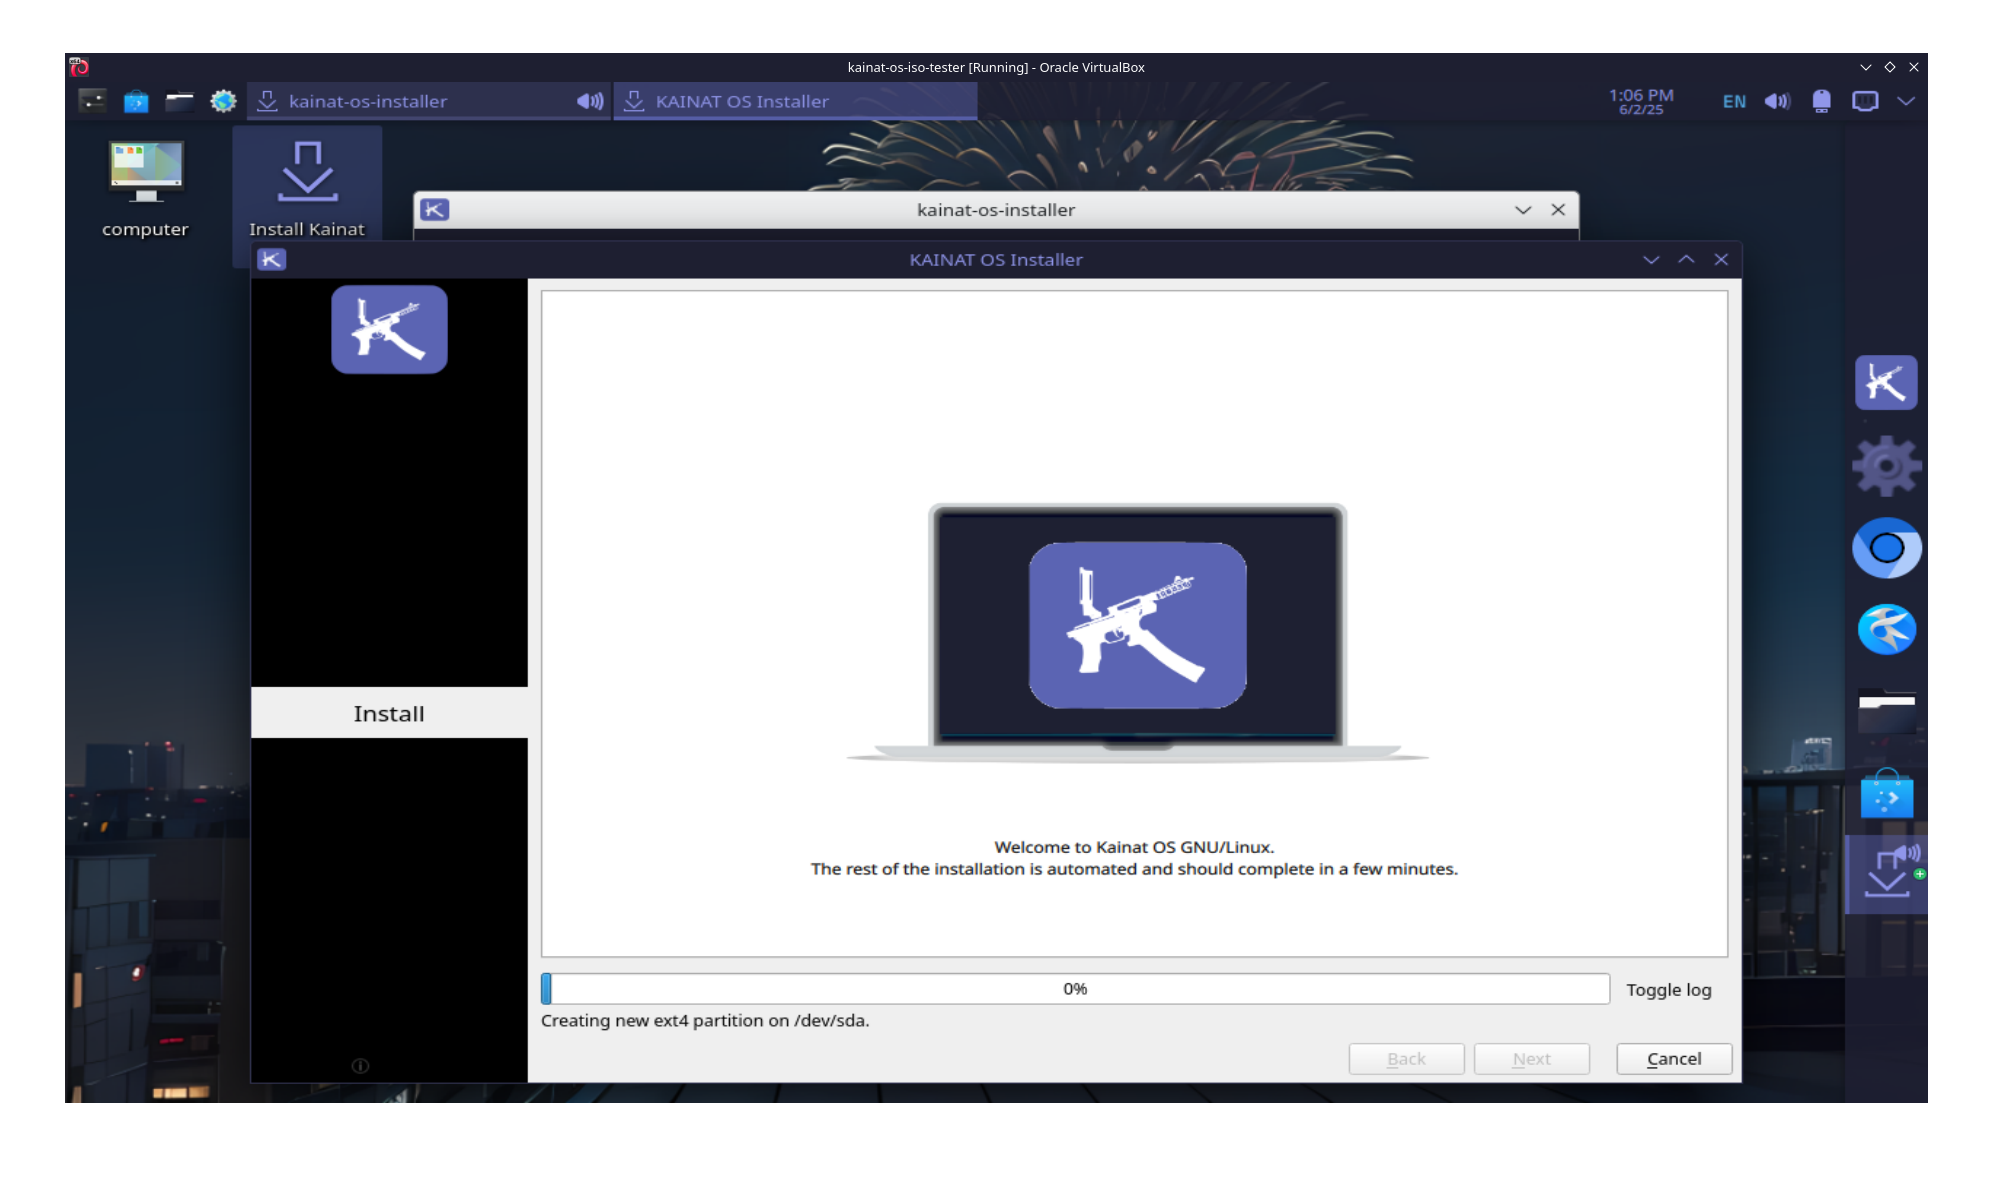 kainat-os-iso-tester [Running] - Oracle VirtualBox
kainat-os-installer
KAINAT OS Installer
1:06 PM
6/2/25
EN
computer
Install Kainat
kainat-os-installer
KAINAT OS Installer
Install
Welcome to Kainat OS GNU/Linux.
The rest of the installation is automated and should complete in a few minutes.
0%
Toggle log
Creating new ext4 partition on /dev/sda.
Back
Next
Cancel